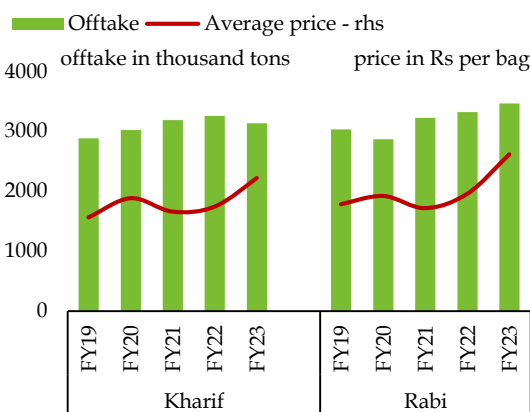 Offtake Average price - rhs
offtake in thousand tons price in Rs per bag
4000
3000
2000
1000
0
FY19 FY20 FY21 FY22 FY23 FY19 FY20 FY21 FY22 FY23
Kharif Rabi